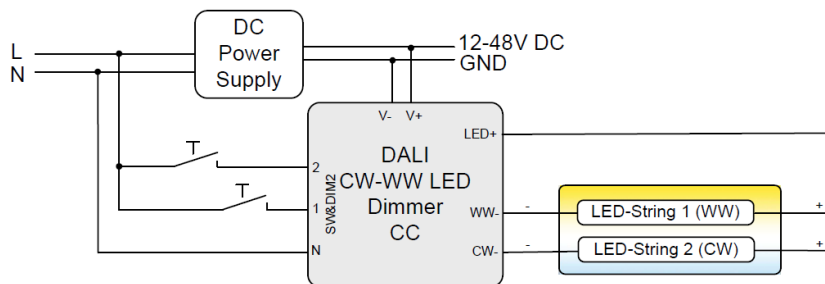 L
N
DC
Power
Supply
12-48V DC
GND
V-
V+
LED+
DALI
CW-WW LED
Dimmer
CC
SW&DIM2
2
1
N
WW-
CW-
-
-
LED-String 1 (WW)
LED-String 2 (CW)
+
+